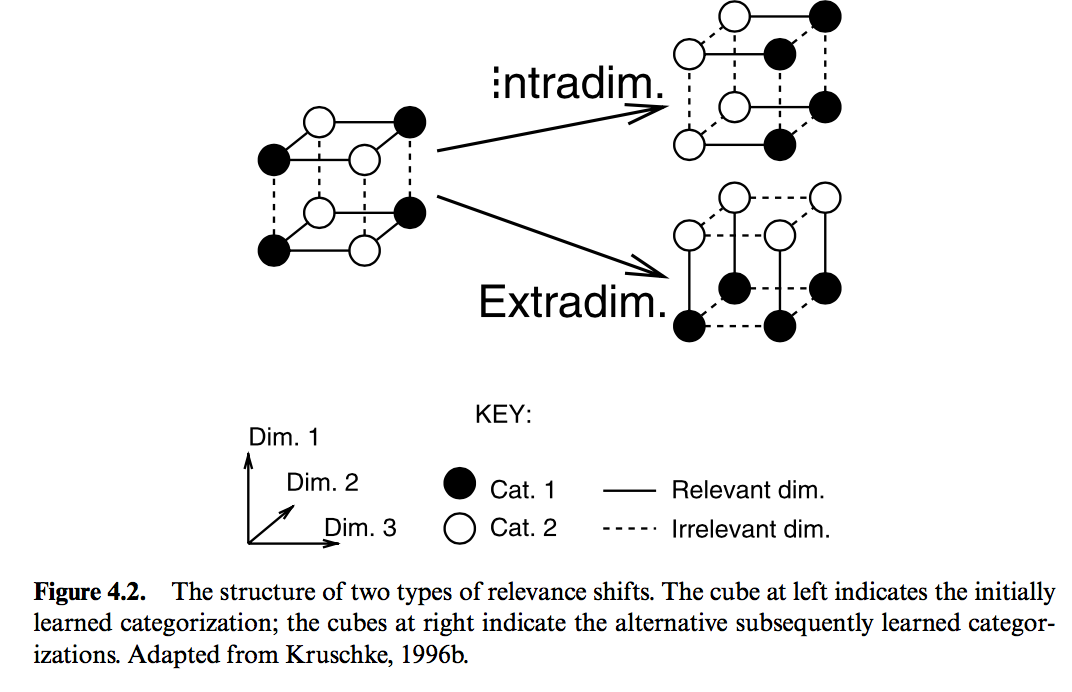 Intradim.
Extradim.
KEY:
Dim. 1
Dim. 2
Dim. 3
Cat. 1
Relevant dim.
Cat. 2
Irrelevant dim.
Figure 4.2. The structure of two types of relevance shifts. The cube at left indicates the initially
learned categorization; the cubes at right indicate the alternative subsequently learned categor-
izations. Adapted from Kruschke, 1996b.